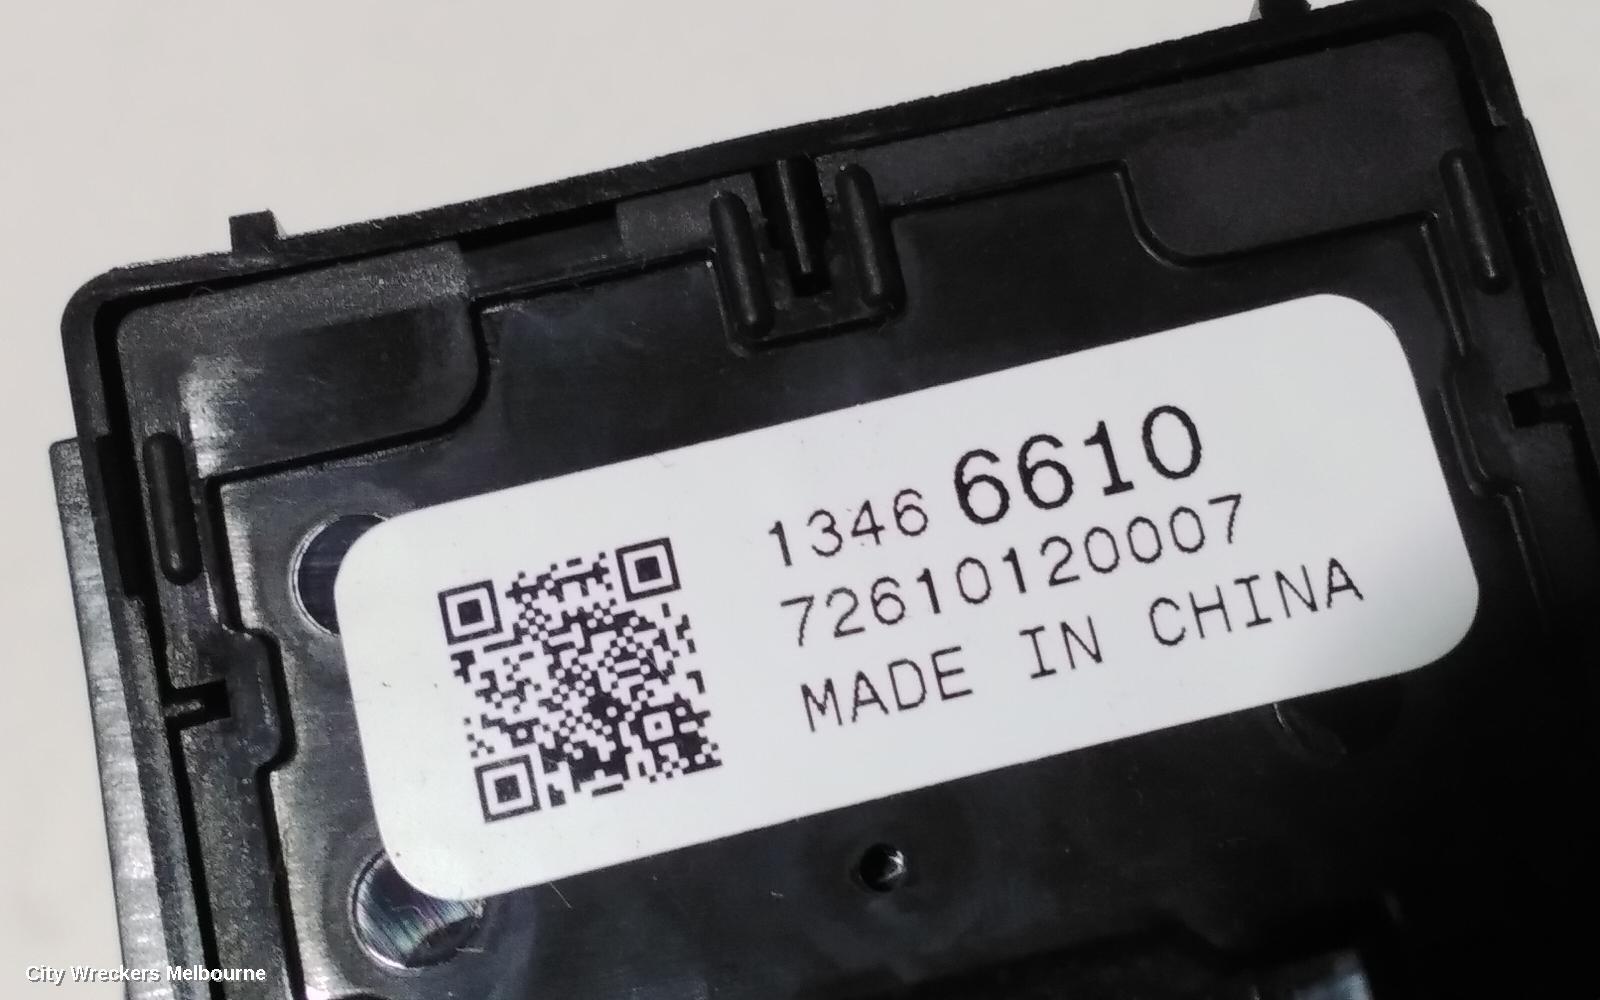 1346 6610
72610120007
MADE IN CHINA
City Wreckers Melbourne